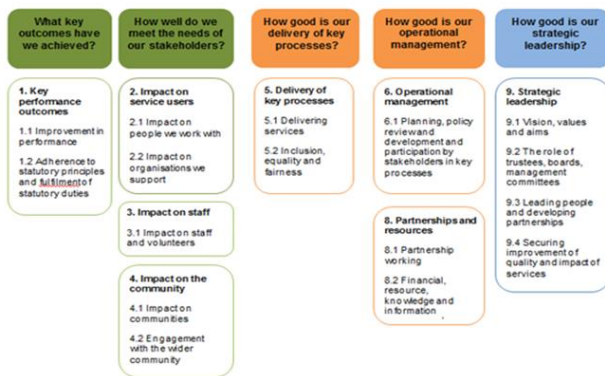 What key
outcomes have
we achieved?
How well do we
meet the needs of
our stakeholders?
How good is our
delivery of key
processes?
How good is our
operational
management?
How good is our
strategic
leadership?
1. Key
performance
outcomes
1.1 Improvement in
performance
1.2 Adherence to
statutory principles
and fulfilment of
statutory duties
2. Impact on
service users
2.1 Impact on
people we work with
2.2 Impact on
organisations we
support
3. Impact on staff
3.1 Impact on staff
and volunteers
4. Impact on the
community
4.1 Impact on
communities
4.2 Engagement
with the wider
community
5. Delivery of
key processes
5.1 Delivering
services
5.2 Inclusion,
equality and
fairness
6. Operational
management
6.1 Planning, policy
review and
development and
participation by
stakeholders in key
processes
8. Partnerships and
resources
8.1 Partnership
working
8.2 Financial,
resource,
knowledge and
information
9. Strategic
leadership
9.1 Vision, values
and aims
9.2 The role of
trustees, boards,
management
committees
9.3 Leading people
and developing
partnerships
9.4 Securing
improvement of
quality and impact of
services